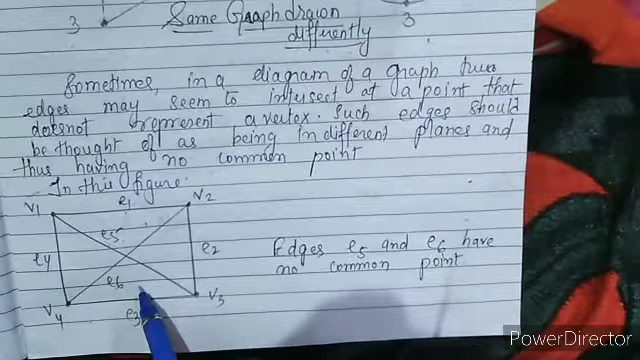 3
Same Graph drawn
differently
3
Sometimes, in a diagram of a graph two
edges may seem to intersect at a point that
doesnot represent a vertex. Such edges should
be thought of as being in different planes and
thus having no common point
In this figure.
V1 e1 V2
e5
e4 e2
e6
V4 e3 V3
Edges e5 and e6 have
no common point
PowerDirector